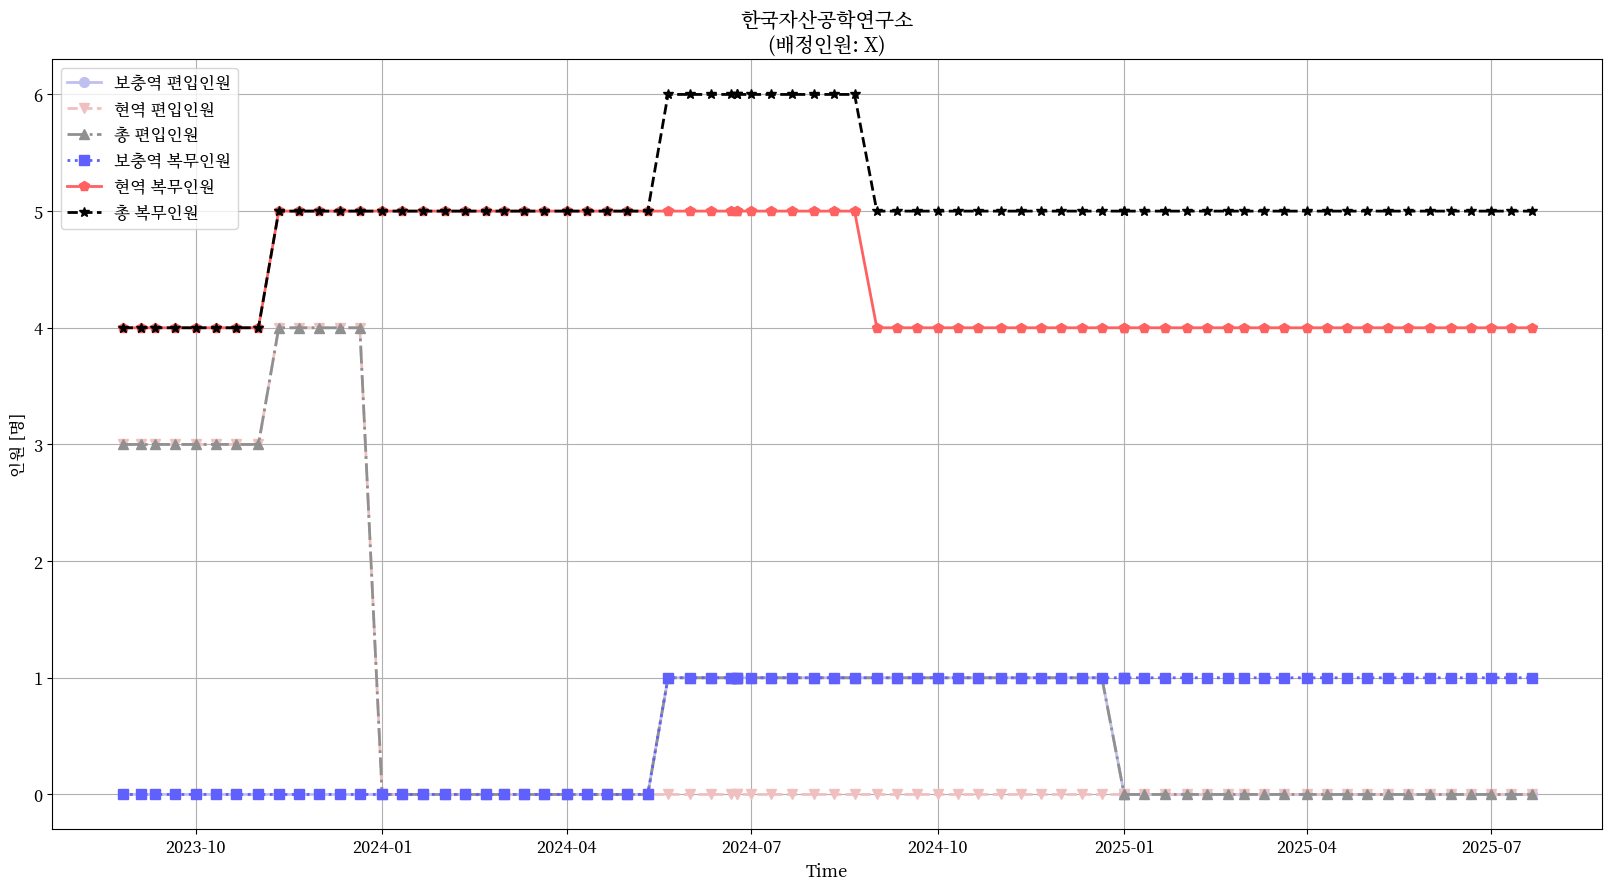 한국자산공학연구소
(배정인원: X)
보충역 편입인원
현역 편입인원
총 편입인원
보충역 복무인원
현역 복무인원
총 복무인원
인원 [명]
6
5
4
3
2
1
0
2023-10
2024-01
2024-04
2024-07
2024-10
2025-01
2025-04
2025-07
Time